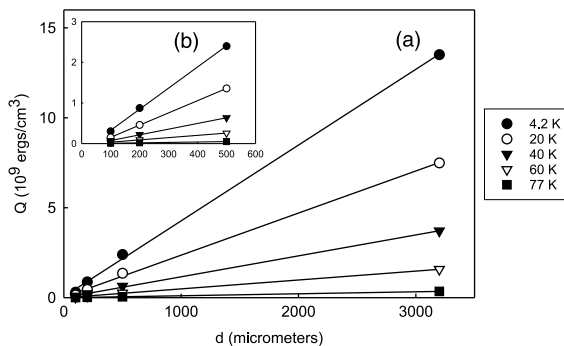 15
10
5
0
Q (10⁹ ergs/cm³)
3
2
1
0
0 100 200 300 400 500 600
(b)
(a)
4.2 K
20 K
40 K
60 K
77 K
0 1000 2000 3000
d (micrometers)